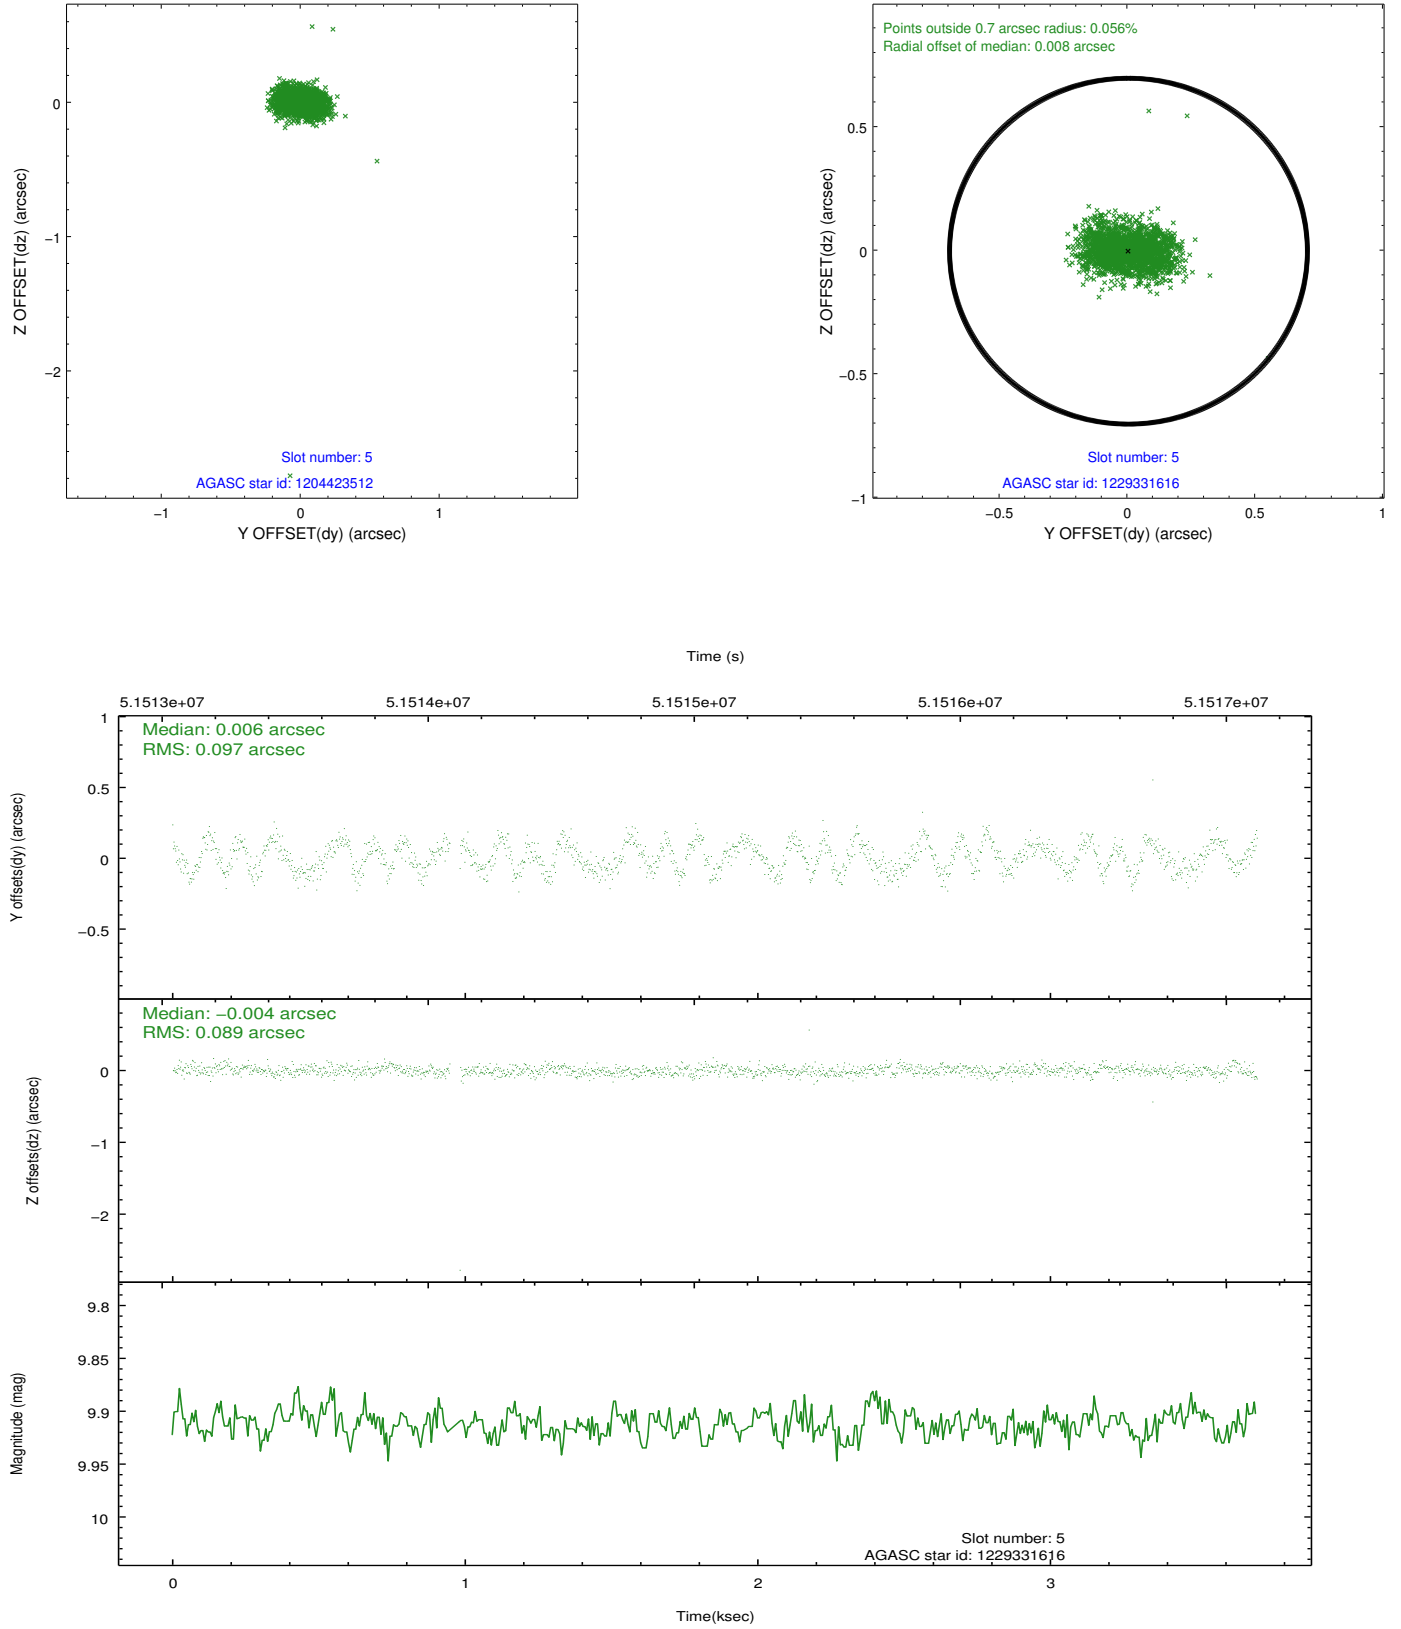 0
−1
−2
Z OFFSET(dz) (arcsec)
Slot number: 5
AGASC star id: 1204423512
−1
0
1
Y OFFSET(dy) (arcsec)
Points outside 0.7 arcsec radius: 0.056%
Radial offset of median: 0.008 arcsec
0.5
0
−0.5
−1
Z OFFSET(dz) (arcsec)
Slot number: 5
AGASC star id: 1229331616
−0.5
0
0.5
1
Y OFFSET(dy) (arcsec)
Time (s)
5.1513e+07
5.1514e+07
5.1515e+07
5.1516e+07
5.1517e+07
Median: 0.006 arcsec
RMS: 0.097 arcsec
1
0.5
0
−0.5
Y offsets(dy) (arcsec)
Median: −0.004 arcsec
RMS: 0.089 arcsec
0
−1
−2
Z offsets(dz) (arcsec)
9.8
9.85
9.9
9.95
10
Magnitude (mag)
Slot number: 5
AGASC star id: 1229331616
0
1
2
3
Time(ksec)